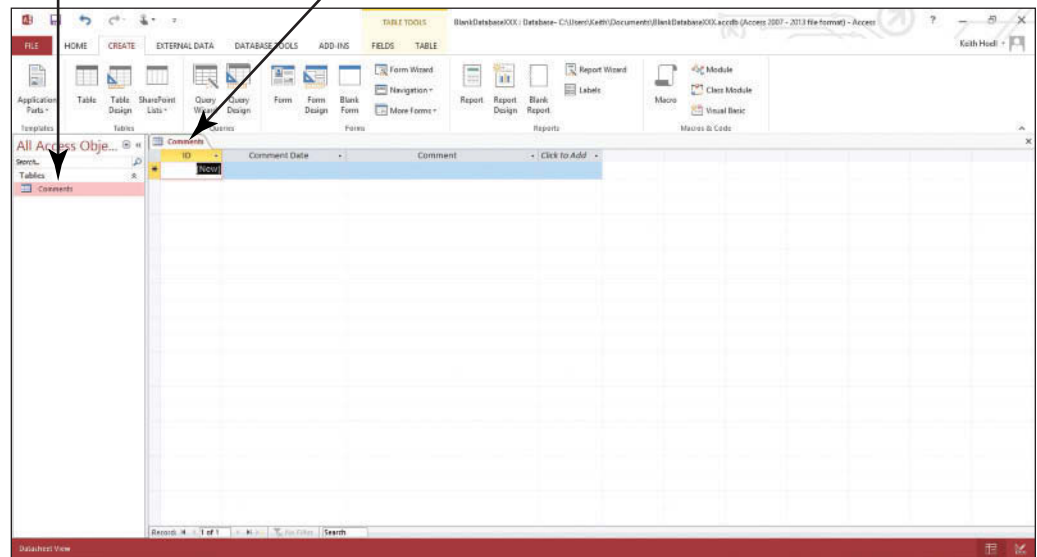 TABLE TOOLS
BlankDatabaseXXX : Database- C:\Users\Keith\Documents\BlankDatabaseXXX.accdb (Access 2007 - 2013 file format) - Access
?
FILE HOME CREATE EXTERNAL DATA DATABASE TOOLS ADD-INS FIELDS TABLE
Keith Hoell
Application Parts
Table
Table Design
SharePoint Lists
Query Wizard
Query Design
Form
Form Design
Blank Form
Form Wizard
Navigation
More Forms
Report
Report Design
Blank Report
Report Wizard
Labels
Macro
Module
Class Module
Visual Basic
Templates Tables Queries Forms Reports Macros & Code
All Access Obje...
Search...
Tables
Comments
Comments
ID Comment Date Comment Click to Add
(New)
Record: 1 of 1 No Filter Search
Datasheet View